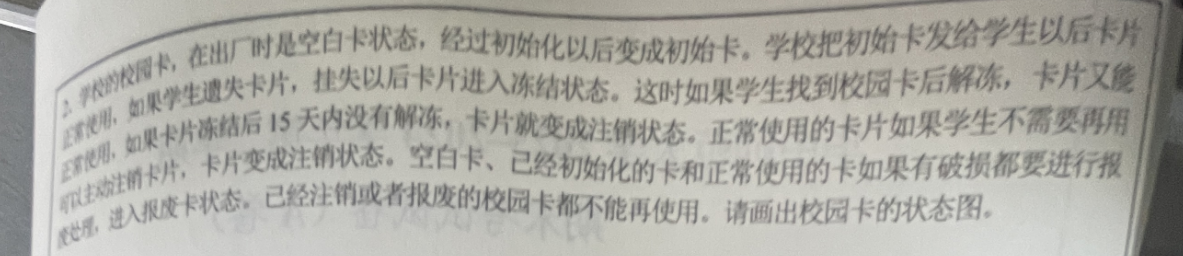 2. 学校的校园卡，在出厂时是空白卡状态，经过初始化以后变成初始卡。学校把初始卡发给学生以后卡片
正常使用，如果学生遗失卡片，挂失以后卡片进入冻结状态。这时如果学生找到校园卡后解冻，卡片又能
正常使用，如果卡片冻结后 15 天内没有解冻，卡片就变成注销状态。正常使用的卡片如果学生不需要再用
可以主动注销卡片，卡片变成注销状态。空白卡、已经初始化的卡和正常使用的卡如果有破损都要进行报
废处理，进入报废卡状态。已经注销或者报废的校园卡都不能再使用。请画出校园卡的状态图。